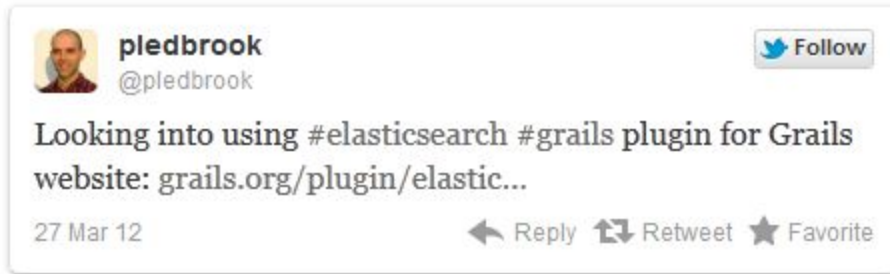 pledbrook
Follow
@pledbrook
Looking into using #elasticsearch #grails plugin for Grails
website: grails.org/plugin/elastic...
27 Mar 12 Reply Retweet Favorite